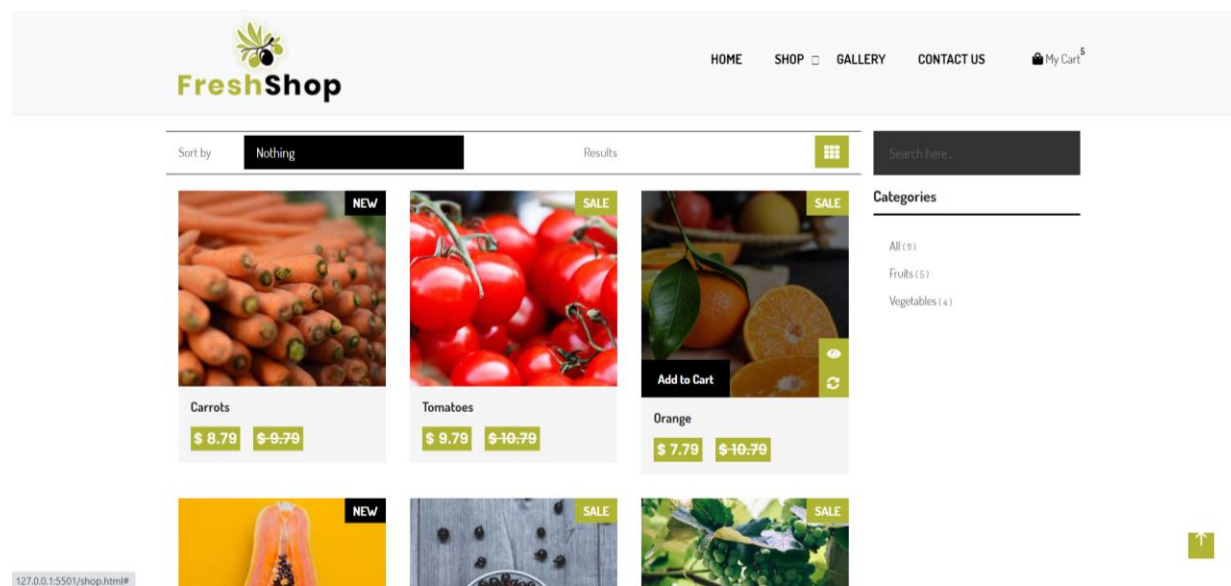 FreshShop
HOME SHOP GALLERY CONTACT US My Cart 5
Sort by Nothing Results
Search here...
Categories
All
Fruits ( 5 )
Vegetables ( 4 )
NEW
SALE
SALE
Add to Cart
Carrots
$ 8.79 $ 9.79
Tomatoes
$ 9.79 $ 10.79
Orange
$ 7.79 $ 10.79
NEW
SALE
SALE
127.0.0.1:5501/shop.html#